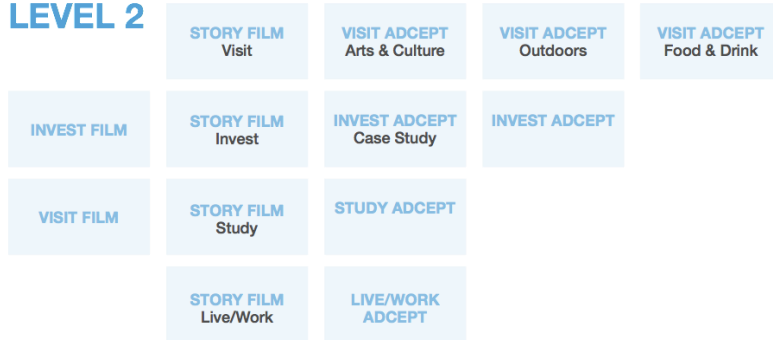 LEVEL 2
STORY FILM
Visit
VISIT ADCEPT
Arts & Culture
VISIT ADCEPT
Outdoors
VISIT ADCEPT
Food & Drink
INVEST FILM
STORY FILM
Invest
INVEST ADCEPT
Case Study
INVEST ADCEPT
VISIT FILM
STORY FILM
Study
STUDY ADCEPT
STORY FILM
Live/Work
LIVE/WORK
ADCEPT